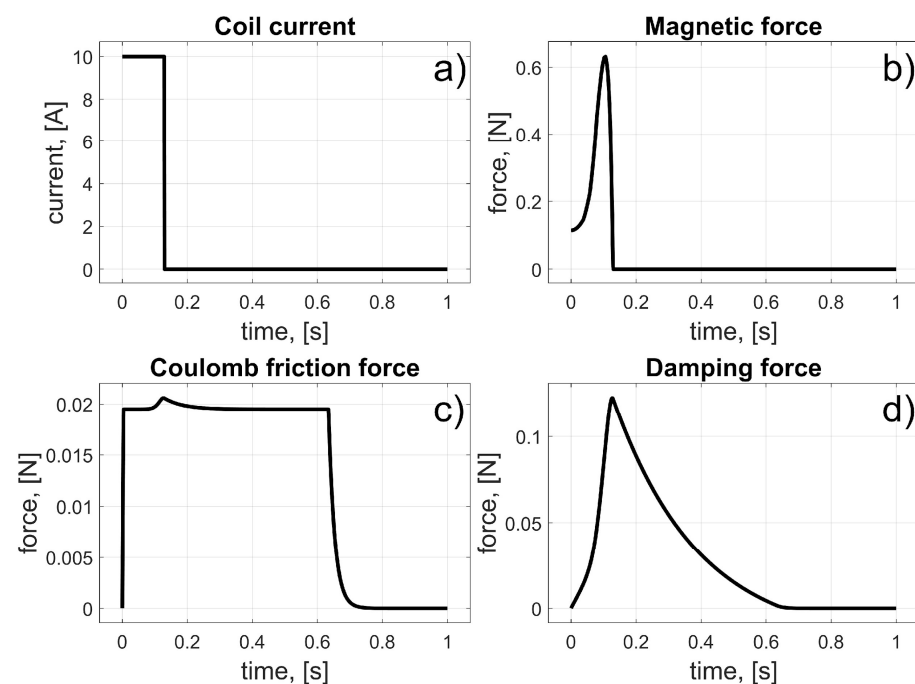 Coil current
a)
10
8
6
4
2
0
current, [A]
0 0.2 0.4 0.6 0.8 1
time, [s]
Magnetic force
b)
0.6
0.4
0.2
0
force, [N]
0 0.2 0.4 0.6 0.8 1
time, [s]
Coulomb friction force
c)
0.02
0.015
0.01
0.005
0
force, [N]
0 0.2 0.4 0.6 0.8 1
time, [s]
Damping force
d)
0.1
0.05
0
force, [N]
0 0.2 0.4 0.6 0.8 1
time, [s]